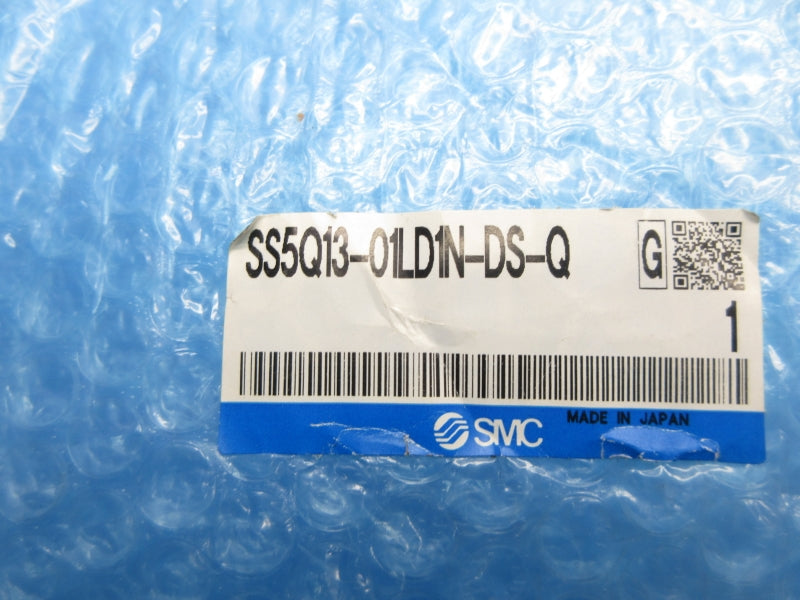 SS5Q13-01LD1N-DS-Q G
1
SMC MADE IN JAPAN